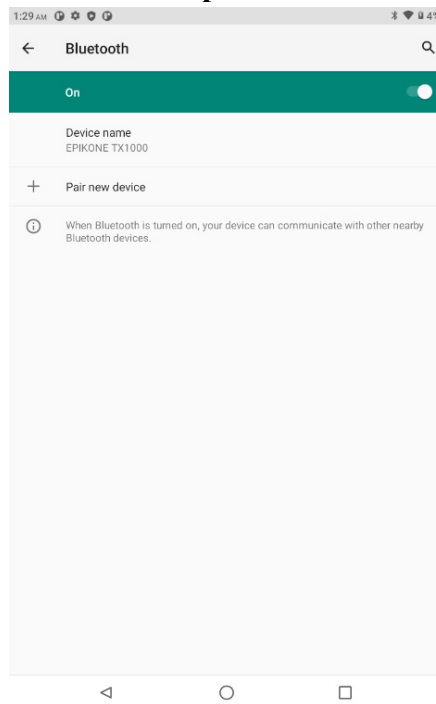 1:29 AM
4%
Bluetooth
On
Device name
EPIKONE TX1000
Pair new device
When Bluetooth is turned on, your device can communicate with other nearby
Bluetooth devices.